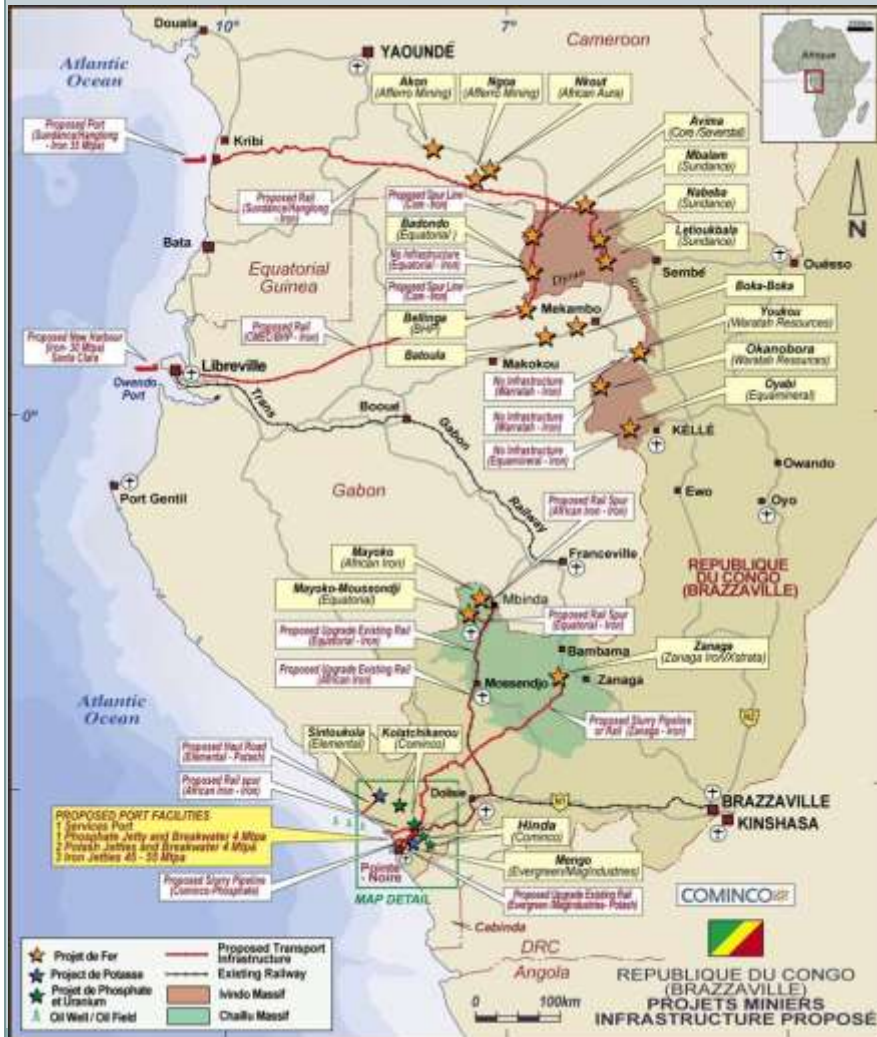 10°
7°
Douala
Atlantic
Ocean
YAOUNDÉ
Cameroon
Afrique
Akon
(Afferro Mining)
Ngoa
(Afferro Mining)
Nkout
(African Aura)
Avima
(Core /Severstal)
Mbalam
(Sundance)
Nabeba
(Sundance)
Letioukbala
(Sundance)
Proposed Port
(Sundance/Hanglong
- Iron 35 Mtpa)
Kribi
Proposed Rail
(Sundance/Hanglong
- Iron)
Proposed Spur Line
(Cam - Iron)
Badondo
(Equatorial )
No Infrastructure
(Equatorial - Iron)
Proposed Spur Line
(Cam - Iron)
N
Bata
Equatorial
Guinea
Sembé
Ouésso
Boka-Boka
Mekambo
Belinga
(BHP)
Youkou
(Waratah Resources)
Proposed Rail
(CMEC/BHP - Iron)
Batoula
Okanobora
(Waratah Resources)
Proposed New Harbour
(Iron- 30 Mtpa)
Santa Clara
Libreville
Makokou
No Infrastructure
(Warratah - Iron)
Oyabi
(Equamineral)
Owendo
Port
No Infrastructure
(Warratah - Iron)
0°
Trans
Booué
Gabon
Railway
No Infrastructure
(Equamineral - Iron)
KÉLLÉ
Owando
Port Gentil
Gabon
Ewo
Oyo
Proposed Rail Spur
(African Iron - Iron)
Mayoko
(African Iron)
Franceville
REPUBLIQUE
DU CONGO
(BRAZZAVILLE)
Mayoko-Moussondji
(Equatorial)
Mbinda
Proposed Upgrade Existing Rail
(Equatorial - Iron)
Proposed Rail Spur
(Equatorial - Iron)
Bambama
Zanaga
(Zanaga Iron/Xstrata)
Proposed Upgrade Existing Rail
(African Iron)
Mossendjo
Zanaga
Atlantic
Ocean
Sintoukola
(Elemental)
Kolatchikanou
(Cominco)
Proposed Slurry Pipeline
or Rail (Zanaga - Iron)
N2
Proposed Haul Road
(Elemental - Potash)
Proposed Rail spur
(African Iron - Iron)
Dolisie
N1
BRAZZAVILLE
KINSHASA
PROPOSED PORT FACILITIES
1 Services Port
1 Phosphate Jetty and Breakwater 4 Mtpa
2 Potash Jetties and Breakwater 4 Mtpa
3 Iron Jetties 45 - 55 Mtpa
Hinda
(Cominco)
Proposed Slurry Pipeline
(Cominco-Phosphate)
Pointe
- Noire
Mengo
(Evergreen/MagIndustries)
MAP DETAIL
Proposed Upgrade Existing Rail
(Evergreen /MagIndustries- Potash)
COMINCO
Cabinda
DRC
Angola
Projet de Fer
Project de Potasse
Projet de Phosphate
et Uranium
Oil Well / Oil Field
Proposed Transport
Infrastructure
Existing Railway
Ivindo Massif
Chaillu Massif
0
100km
REPUBLIQUE DU CONGO
(BRAZZAVILLE)
PROJETS MINIERS
INFRASTRUCTURE PROPOSÉ